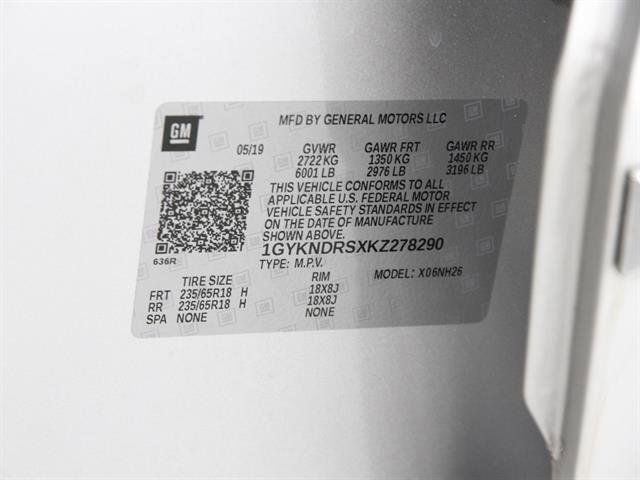 GM
MFD BY GENERAL MOTORS LLC
05/19 GVWR GAWR FRT GAWR RR
2722 KG 1350 KG 1450 KG
6001 LB 2976 LB 3196 LB
THIS VEHICLE CONFORMS TO ALL
APPLICABLE U.S. FEDERAL MOTOR
VEHICLE SAFETY STANDARDS IN EFFECT
ON THE DATE OF MANUFACTURE
SHOWN ABOVE.
636R
1GYKNDRSXKZ278290
TYPE: M.P.V. MODEL: X06NH26
TIRE SIZE RIM
FRT 235/65R18 H 18X8J
RR 235/65R18 H 18X8J
SPA NONE NONE